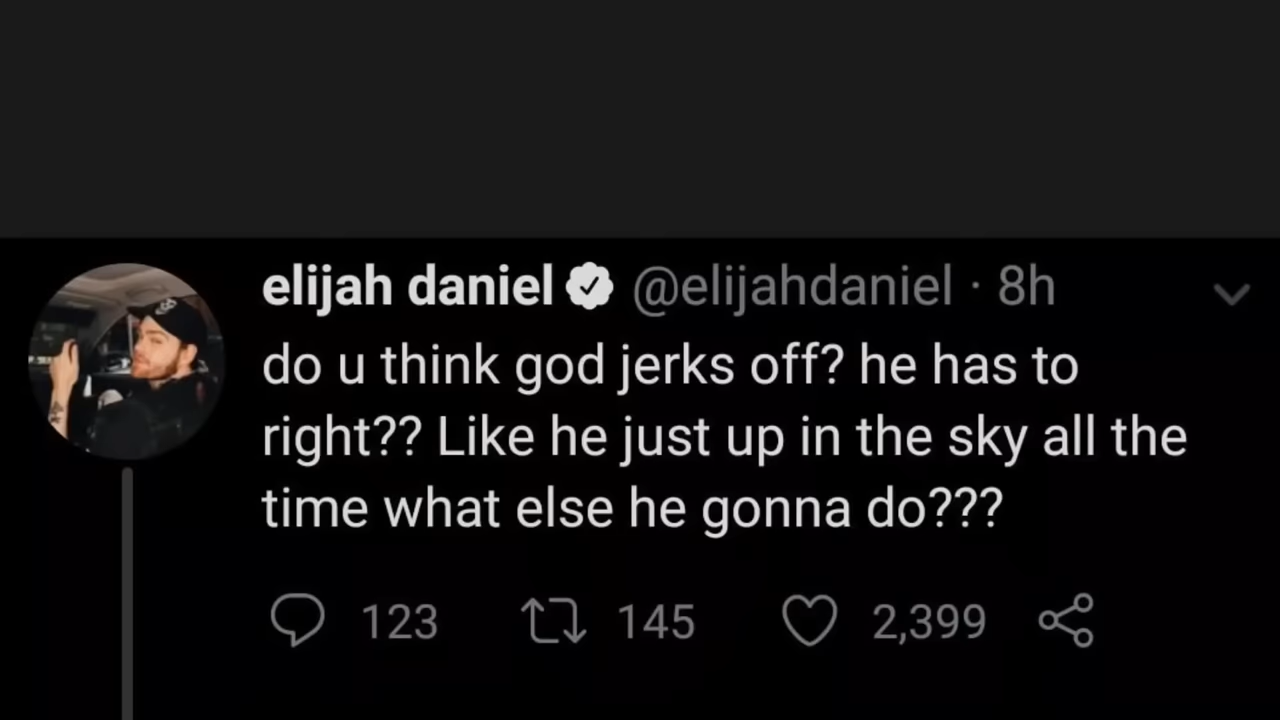 elijah daniel @elijahdaniel · 8h
do u think god jerks off? he has to
right?? Like he just up in the sky all the
time what else he gonna do???
123 145 2,399